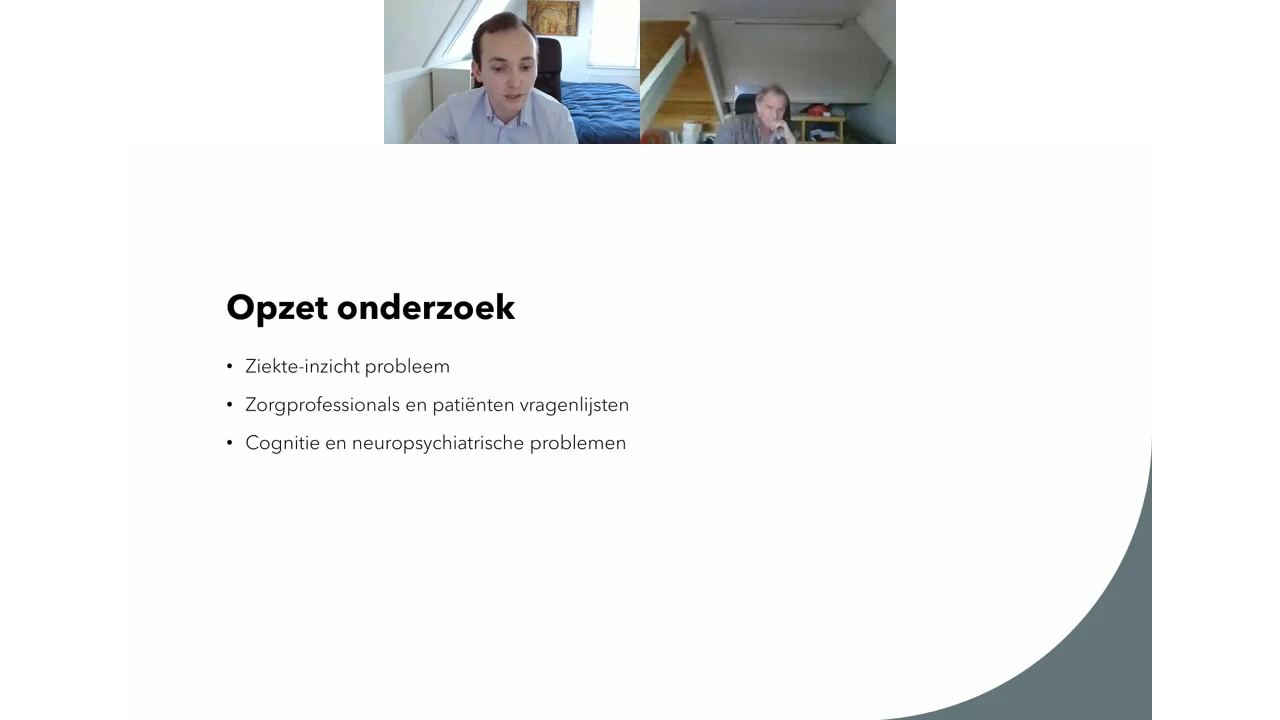 Opzet onderzoek
• Ziekte-inzicht probleem
• Zorgprofessionals en patiënten vragenlijsten
• Cognitie en neuropsychiatrische problemen